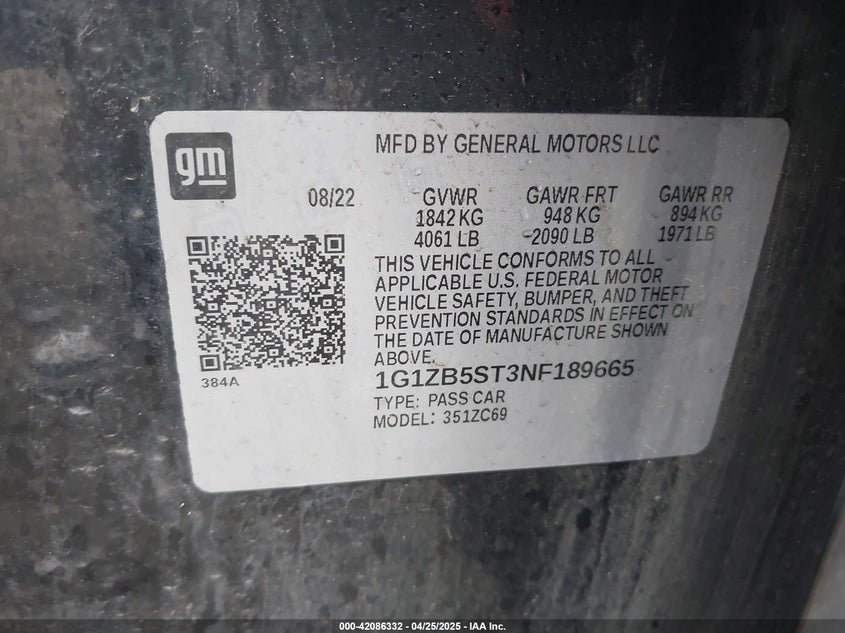 gm
MFD BY GENERAL MOTORS LLC
08/22 GVWR GAWR FRT GAWR RR
1842 KG 948 KG 894 KG
4061 LB 2090 LB 1971 LB
THIS VEHICLE CONFORMS TO ALL
APPLICABLE U.S. FEDERAL MOTOR
VEHICLE SAFETY, BUMPER, AND THEFT
PREVENTION STANDARDS IN EFFECT ON
THE DATE OF MANUFACTURE SHOWN
ABOVE.
384A
1G1ZB5ST3NF189665
TYPE: PASS CAR
MODEL: 351ZC69
000-42086332 - 04/25/2025 - IAA Inc.